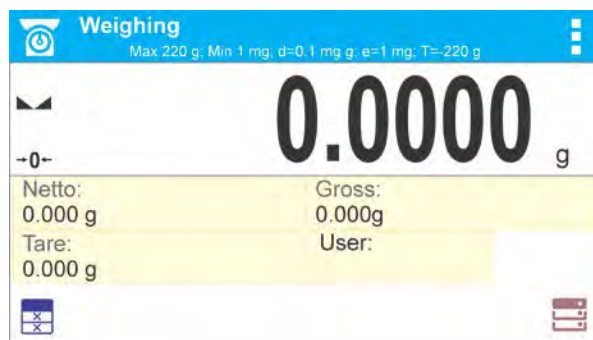 Weighing
Max 220 g; Min 1 mg; d=0.1 mg g: e=1 mg: T=-220 g
0.0000 g
→0←
Netto: Gross:
0.000 g 0.000g
Tare: User:
0.000 g